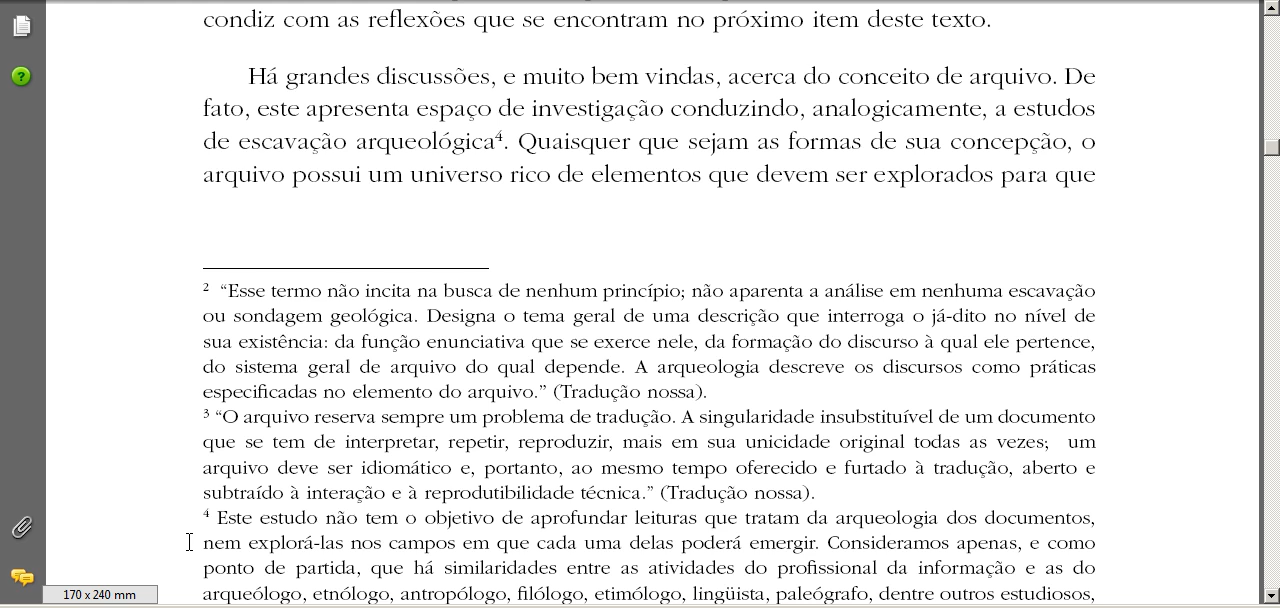 condiz com as reflexões que se encontram no próximo item deste texto.
Há grandes discussões, e muito bem vindas, acerca do conceito de arquivo. De
fato, este apresenta espaço de investigação conduzindo, analogicamente, a estudos
de escavação arqueológica⁴. Quaisquer que sejam as formas de sua concepção, o
arquivo possui um universo rico de elementos que devem ser explorados para que
² “Esse termo não incita na busca de nenhum princípio; não aparenta a análise em nenhuma escavação
ou sondagem geológica. Designa o tema geral de uma descrição que interroga o já-dito no nível de
sua existência: da função enunciativa que se exerce nele, da formação do discurso à qual ele pertence,
do sistema geral de arquivo do qual depende. A arqueologia descreve os discursos como práticas
especificadas no elemento do arquivo.” (Tradução nossa).
³ “O arquivo reserva sempre um problema de tradução. A singularidade insubstituível de um documento
que se tem de interpretar, repetir, reproduzir, mais em sua unicidade original todas as vezes; um
arquivo deve ser idiomático e, portanto, ao mesmo tempo oferecido e furtado à tradução, aberto e
subtraído à interação e à reprodutibilidade técnica.” (Tradução nossa).
⁴ Este estudo não tem o objetivo de aprofundar leituras que tratam da arqueologia dos documentos,
nem explorá-las nos campos em que cada uma delas poderá emergir. Consideramos apenas, e como
ponto de partida, que há similaridades entre as atividades do profissional da informação e as do
arqueólogo, etnólogo, antropólogo, filólogo, etimólogo, lingüista, paleógrafo, dentre outros estudiosos,
170 x 240 mm